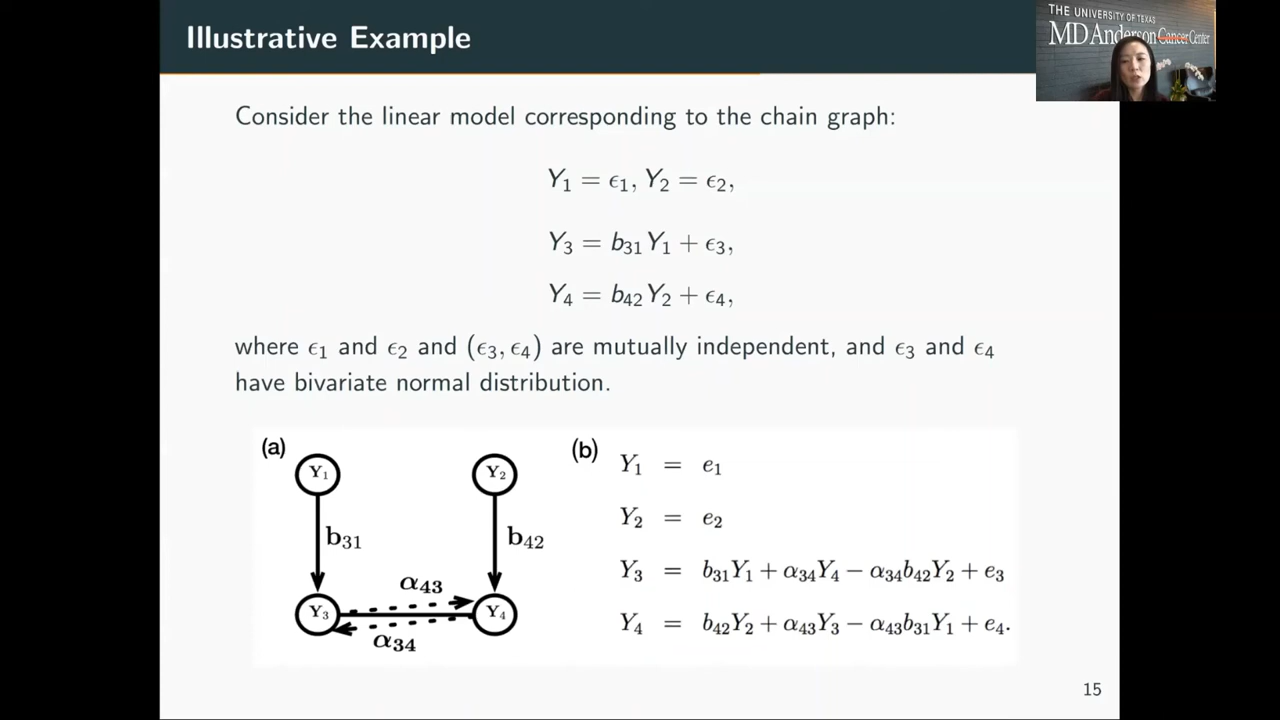 Illustrative Example
THE UNIVERSITY OF TEXAS
MD Anderson Cancer Center
Consider the linear model corresponding to the chain graph:
Y₁ = ϵ₁, Y₂ = ϵ₂,
Y₃ = b₃₁Y₁ + ϵ₃,
Y₄ = b₄₂Y₂ + ϵ₄,
where ϵ₁ and ϵ₂ and (ϵ₃, ϵ₄) are mutually independent, and ϵ₃ and ϵ₄
have bivariate normal distribution.
(a)
Y₁
Y₂
b₃₁
b₄₂
α₄₃
Y₃
Y₄
α₃₄
(b)
Y₁ = e₁
Y₂ = e₂
Y₃ = b₃₁Y₁ + α₃₄Y₄ − α₃₄b₄₂Y₂ + e₃
Y₄ = b₄₂Y₂ + α₄₃Y₃ − α₄₃b₃₁Y₁ + e₄.
15